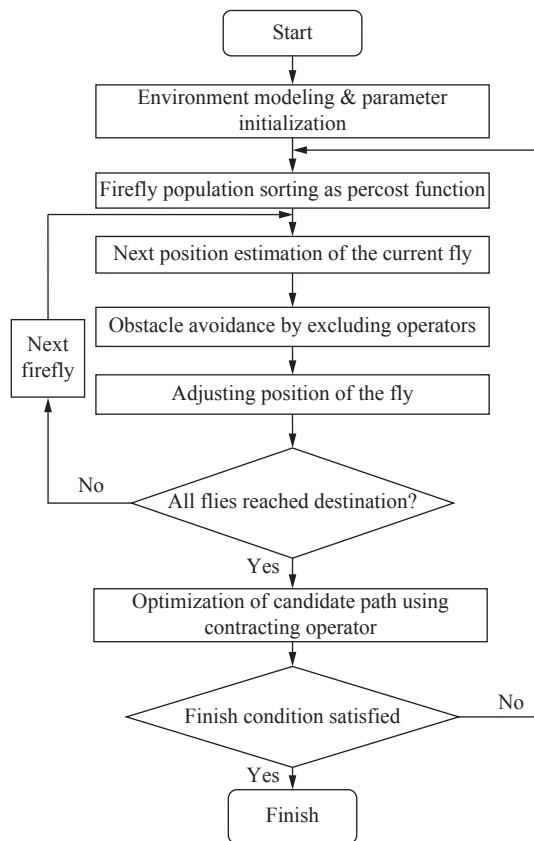 Start
Environment modeling & parameter
initialization
Firefly population sorting as percost function
Next position estimation of the current fly
Obstacle avoidance by excluding operators
Next
firefly
Adjusting position of the fly
No
All flies reached destination?
Yes
Optimization of candidate path using
contracting operator
No
Finish condition satisfied
Yes
Finish